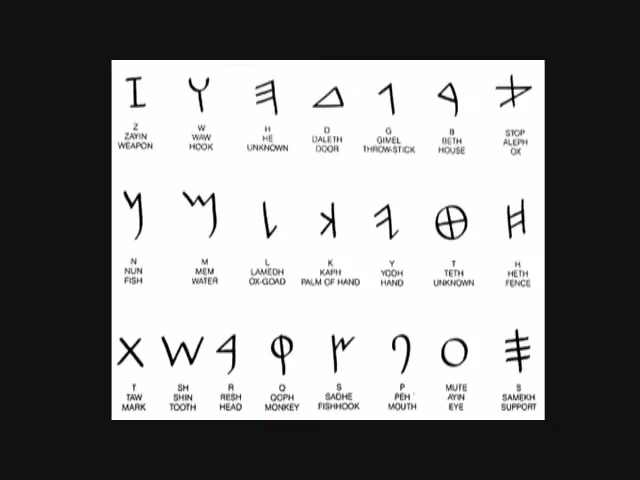 𐤆 𐤅 𐤄 𐤃 𐤂 𐤁 𐤀
Z W H D G B STOP
ZAYIN WAW HE DALETH GIMEL BETH ALEPH
WEAPON HOOK UNKNOWN DOOR THROW-STICK HOUSE OX
𐤍 𐤌 𐤋 𐤊 𐤉 𐤈 𐤇
N M L K Y T H
NUN MEM LAMEDH KAPH YODH TETH HETH
FISH WATER OX-GOAD PALM OF HAND HAND UNKNOWN FENCE
𐤕 𐤔 𐤓 𐤒 𐤑 𐤐 𐤏 𐤎
T SH R Q S P MUTE S
TAW SHIN RESH QOPH SADHE PEH AYIN SAMEKH
MARK TOOTH HEAD MONKEY FISHHOOK MOUTH EYE SUPPORT